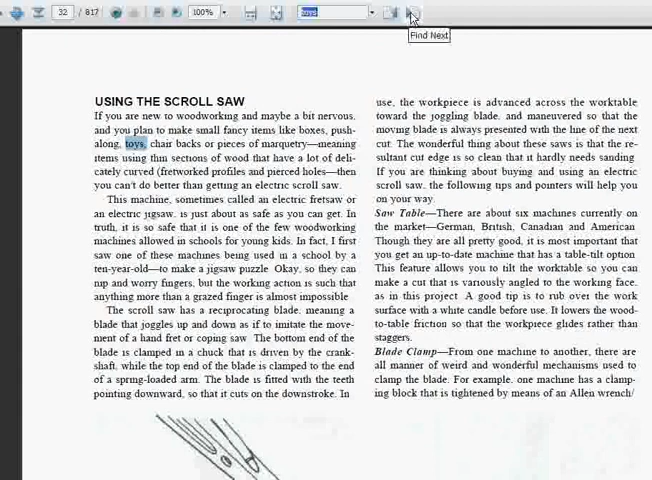 32 / 817
100%
toys
Find Next
USING THE SCROLL SAW
If you are new to woodworking and maybe a bit nervous,
and you plan to make small fancy items like boxes, push-
along, toys, chair backs or pieces of marquetry—meaning
items using thin sections of wood that have a lot of deli-
cately curved (fretworked profiles and pierced holes—then
you can't do better than getting an electric scroll saw.
This machine, sometimes called an electric fretsaw or
an electric jigsaw, is just about as safe as you can get. In
truth, it is so safe that it is one of the few woodworking
machines allowed in schools for young kids. In fact, I first
saw one of these machines being used in a school by a
ten-year-old—to make a jigsaw puzzle Okay, so they can
nip and worry fingers, but the working action is such that
anything more than a grazed finger is almost impossible
The scroll saw has a reciprocating blade, meaning a
blade that joggles up and down as if to imitate the move-
ment of a hand fret or coping saw The bottom end of the
blade is clamped in a chuck that is driven by the crank-
shaft, while the top end of the blade is clamped to the end
of a spring-loaded arm. The blade is fitted with the teeth
pointing downward, so that it cuts on the downstroke. In
use, the workpiece is advanced across the worktable
toward the joggling blade, and maneuvered so that the
moving blade is always presented with the line of the next
cut The wonderful thing about these saws is that the re-
sultant cut edge is so clean that it hardly needs sanding
If you are thinking about buying and using an electric
scroll saw, the following tips and pointers will help you
on your way.
Saw Table—There are about six machines currently on
the market—German, British, Canadian and American
Though they are all pretty good, it is most important that
you get an up-to-date machine that has a table-tilt option
This feature allows you to tilt the worktable so you can
make a cut that is variously angled to the working face,
as in this project A good tip is to rub over the work
surface with a white candle before use. It lowers the wood-
to-table friction so that the workpiece glides rather than
staggers.
Blade Clamp—From one machine to another, there are
all manner of weird and wonderful mechanisms used to
clamp the blade. For example, one machine has a clamp-
ing block that is tightened by means of an Allen wrench/